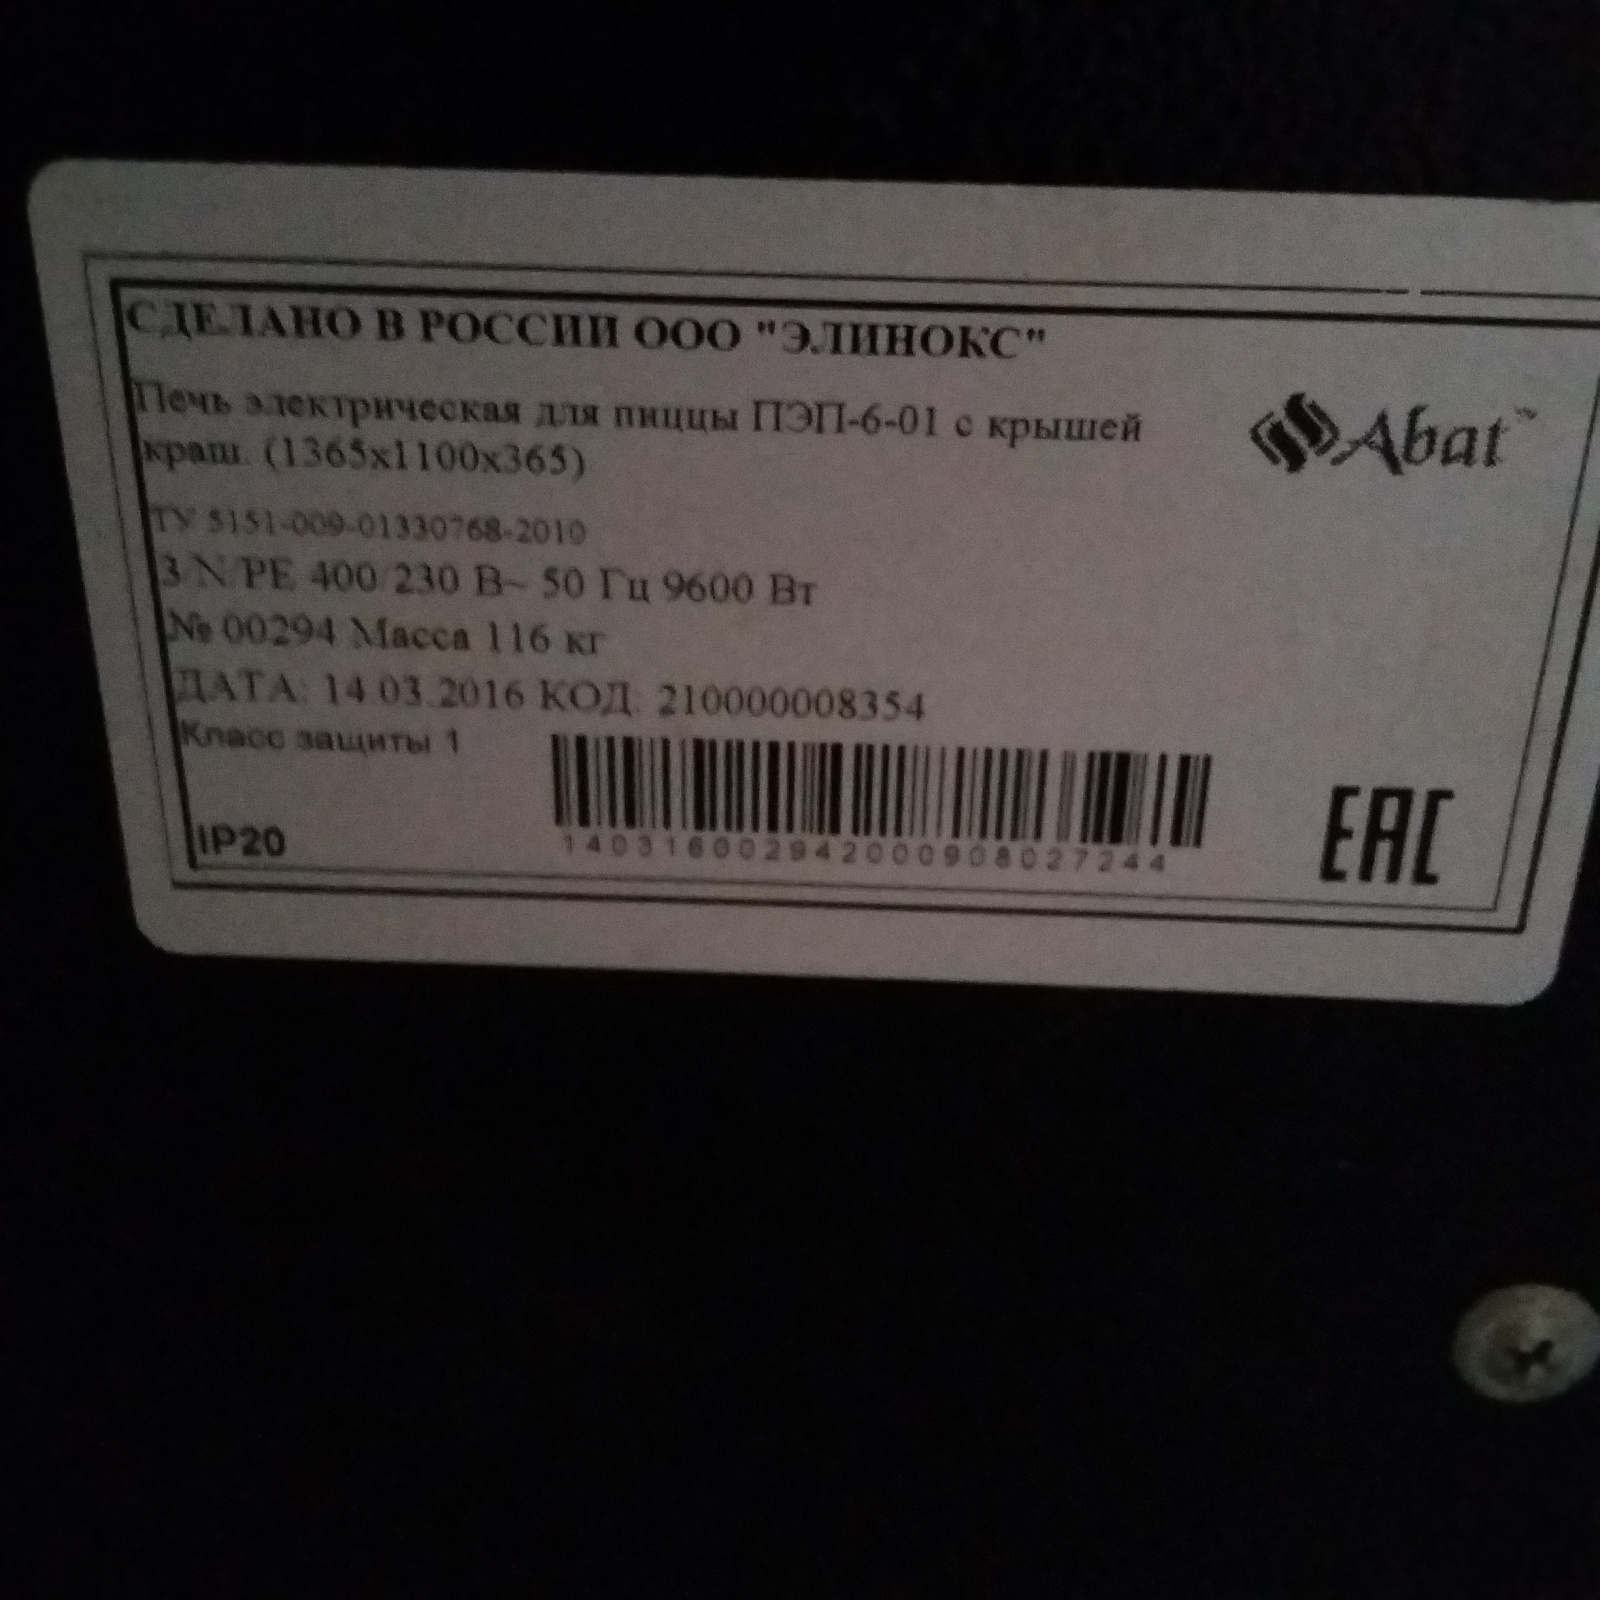 СДЕЛАНО В РОССИИ ООО "ЭЛИНОКС"
Печь электрическая для пиццы ПЭП-6-01 с крышей
краш. (1365х1100х365)
Abat™
ТУ 5151-009-01330768-2010
3/N/PE 400/230 В~ 50 Гц 9600 Вт
№ 00294 Масса 116 кг
ДАТА: 14.03.2016 КОД: 210000008354
Класс защиты 1
IP20
140316002942000908027244
EAC